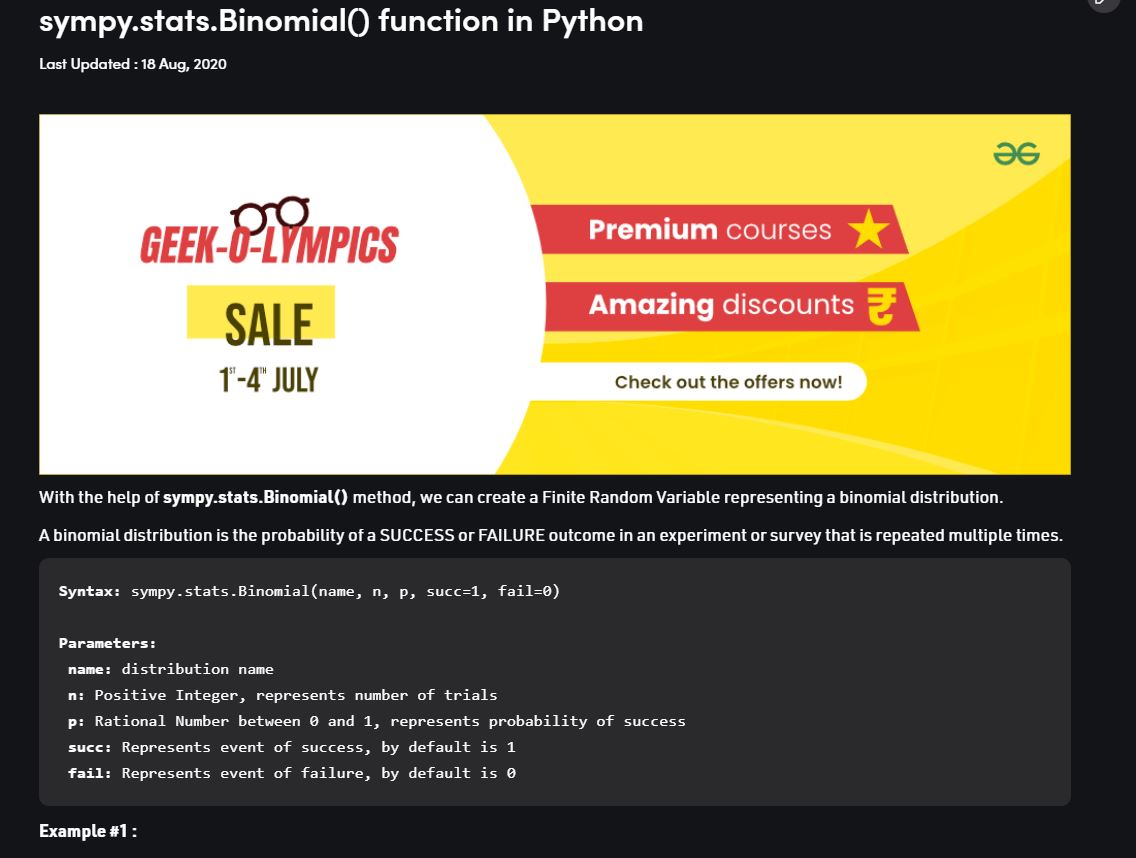 sympy.stats.Binomial() function in Python
Last Updated : 18 Aug, 2020
GEEK-O-LYMPICS
SALE
1ST-4TH JULY
Premium courses
Amazing discounts ₹
Check out the offers now!
With the help of sympy.stats.Binomial() method, we can create a Finite Random Variable representing a binomial distribution.
A binomial distribution is the probability of a SUCCESS or FAILURE outcome in an experiment or survey that is repeated multiple times.
Syntax: sympy.stats.Binomial(name, n, p, succ=1, fail=0)
Parameters:
name: distribution name
n: Positive Integer, represents number of trials
p: Rational Number between 0 and 1, represents probability of success
succ: Represents event of success, by default is 1
fail: Represents event of failure, by default is 0
Example #1 :